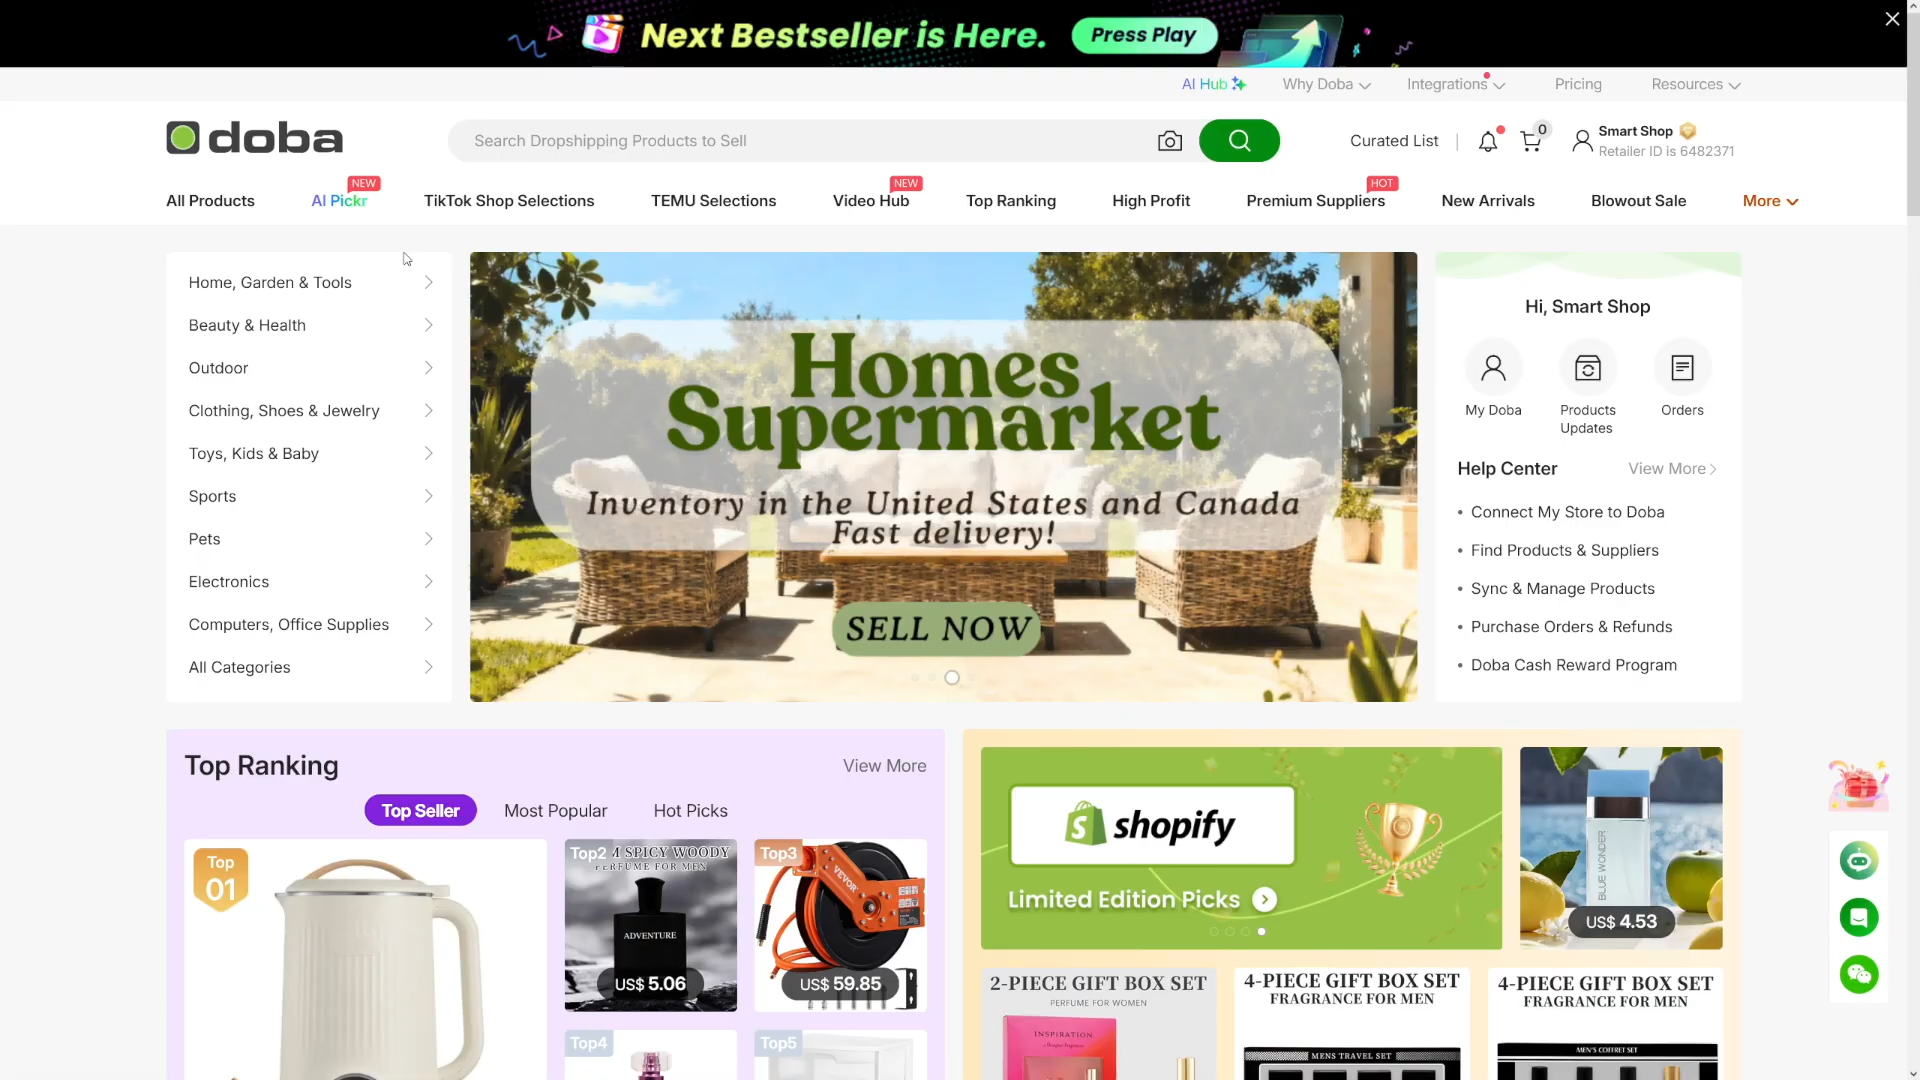 Next Bestseller is Here. Press Play
AI Hub Why Doba Integrations Pricing Resources
doba
Search Dropshipping Products to Sell
Curated List
0
Smart Shop
Retailer ID is 6482371
NEW
NEW
HOT
All Products AI Pickr TikTok Shop Selections TEMU Selections Video Hub Top Ranking High Profit Premium Suppliers New Arrivals Blowout Sale More
Home, Garden & Tools
Beauty & Health
Outdoor
Clothing, Shoes & Jewelry
Toys, Kids & Baby
Sports
Pets
Electronics
Computers, Office Supplies
All Categories
Homes
Supermarket
Inventory in the United States and Canada
Fast delivery!
SELL NOW
Hi, Smart Shop
My Doba
Products
Updates
Orders
Help Center View More
• Connect My Store to Doba
• Find Products & Suppliers
• Sync & Manage Products
• Purchase Orders & Refunds
• Doba Cash Reward Program
Top Ranking View More
Top Seller Most Popular Hot Picks
Top
01
Top2
SPICY WOODY
PERFUME FOR MEN
ADVENTURE
US$ 5.06
Top3
VEVOR
US$ 59.85
Top4
Top5
shopify
Limited Edition Picks
BLUE WONDER
US$ 4.53
2-PIECE GIFT BOX SET
PERFUME FOR WOMEN
INSPIRATION
4-PIECE GIFT BOX SET
FRAGRANCE FOR MEN
MENS TRAVEL SET
4-PIECE GIFT BOX SET
FRAGRANCE FOR MEN
MEN'S COFFRET SET